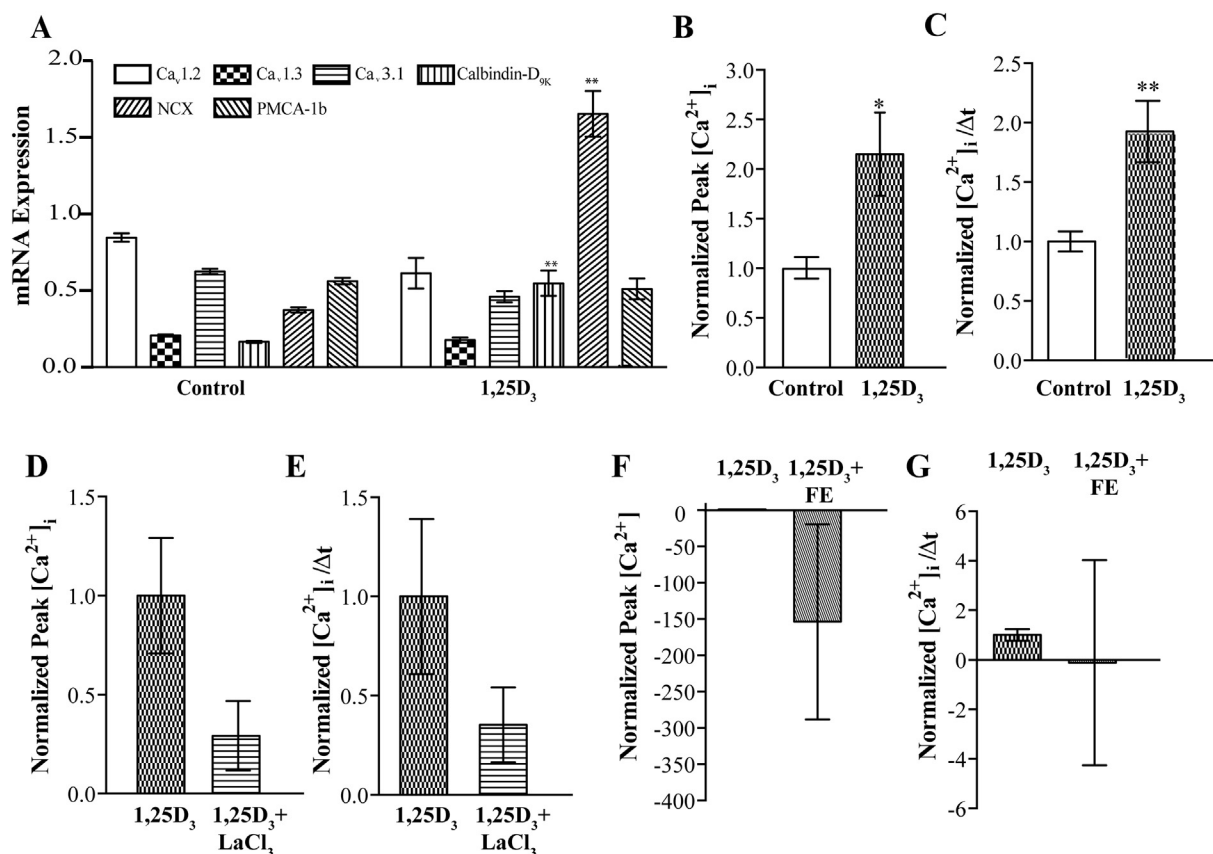 A
mRNA Expression
2.0
1.5
1.0
0.5
0.0
Caᵥ1.2
Caᵥ1.3
Caᵥ3.1
Calbindin-D₉K
NCX
PMCA-1b
**
**
Control
1,25D₃
B
Normalized Peak [Ca²⁺]ᵢ
3.0
2.5
2.0
1.5
1.0
0.5
0.0
*
Control
1,25D₃
C
Normalized [Ca²⁺]ᵢ/Δt
2.5
2.0
1.5
1.0
0.5
0.0
**
Control
1,25D₃
D
Normalized Peak [Ca²⁺]ᵢ
1.5
1.0
0.5
0.0
1,25D₃
1,25D₃+
LaCl₃
E
Normalized [Ca²⁺]ᵢ/Δt
1.5
1.0
0.5
0.0
1,25D₃
1,25D₃+
LaCl₃
F
1,25D₃
1,25D₃+
FE
Normalized Peak [Ca²⁺]
0
-50
-100
-150
-200
-250
-300
-350
-400
G
1,25D₃
1,25D₃+
FE
Normalized [Ca²⁺]ᵢ/Δt
6
4
2
0
-2
-4
-6